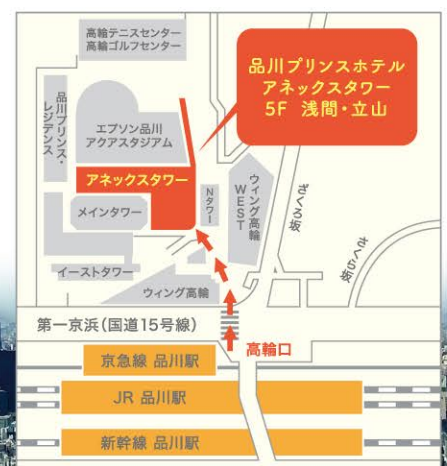 高輪テニスセンター
高輪ゴルフセンター
品川プリンスホテル
アネックスタワー
5F 浅間・立山
品川プリンス・
レジデンス
エプソン品川
アクアスタジアム
アネックスタワー
メインタワー
Nタワー
ウィング高輪
WEST
ざくろ坂
さくら坂
イーストタワー
ウィング高輪
第一京浜(国道15号線)
高輪口
京急線 品川駅
JR 品川駅
新幹線 品川駅